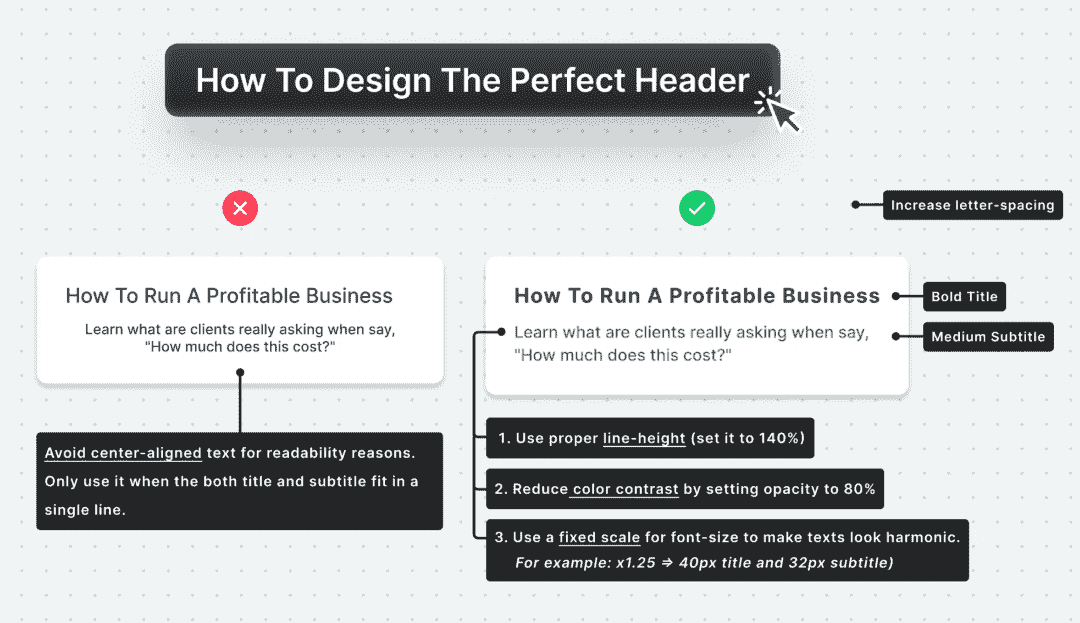 How To Design The Perfect Header
Increase letter-spacing
How To Run A Profitable Business
Learn what are clients really asking when say,
"How much does this cost?"
Avoid center-aligned text for readability reasons.
Only use it when the both title and subtitle fit in a
single line.
How To Run A Profitable Business
Bold Title
Learn what are clients really asking when say,
"How much does this cost?"
Medium Subtitle
1. Use proper line-height (set it to 140%)
2. Reduce color contrast by setting opacity to 80%
3. Use a fixed scale for font-size to make texts look harmonic.
For example: x1.25 => 40px title and 32px subtitle)